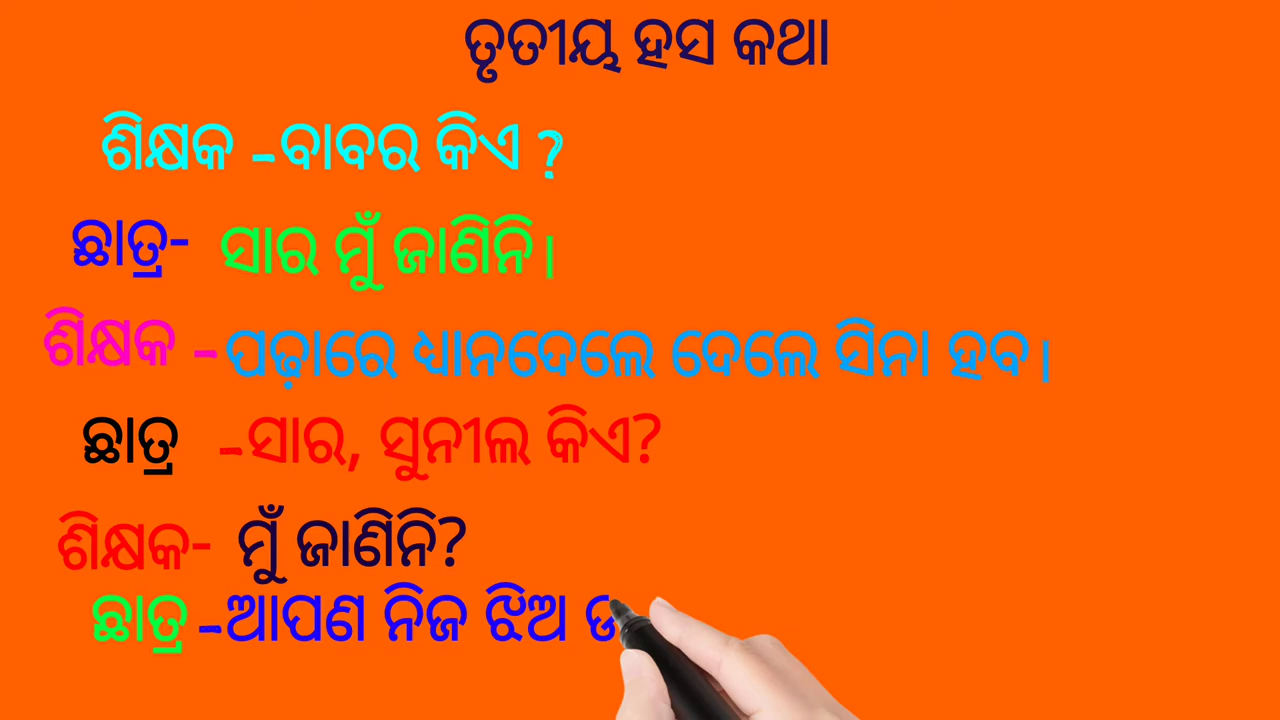 ତୃତୀୟ ହସ କଥା
ଶିକ୍ଷକ -ବାବର କିଏ ?
ଛାତ୍ର- ସାର ମୁଁ ଜାଣିନି।
ଶିକ୍ଷକ -ପଢ଼ାରେ ଧ୍ୟାନଦେଲେ ଦେଲେ ସିନା ହବ।
ଛାତ୍ର -ସାର, ସୁନୀଲ କିଏ?
ଶିକ୍ଷକ- ମୁଁ ଜାଣିନି?
ଛାତ୍ର -ଆପଣ ନିଜ ଝିଅ